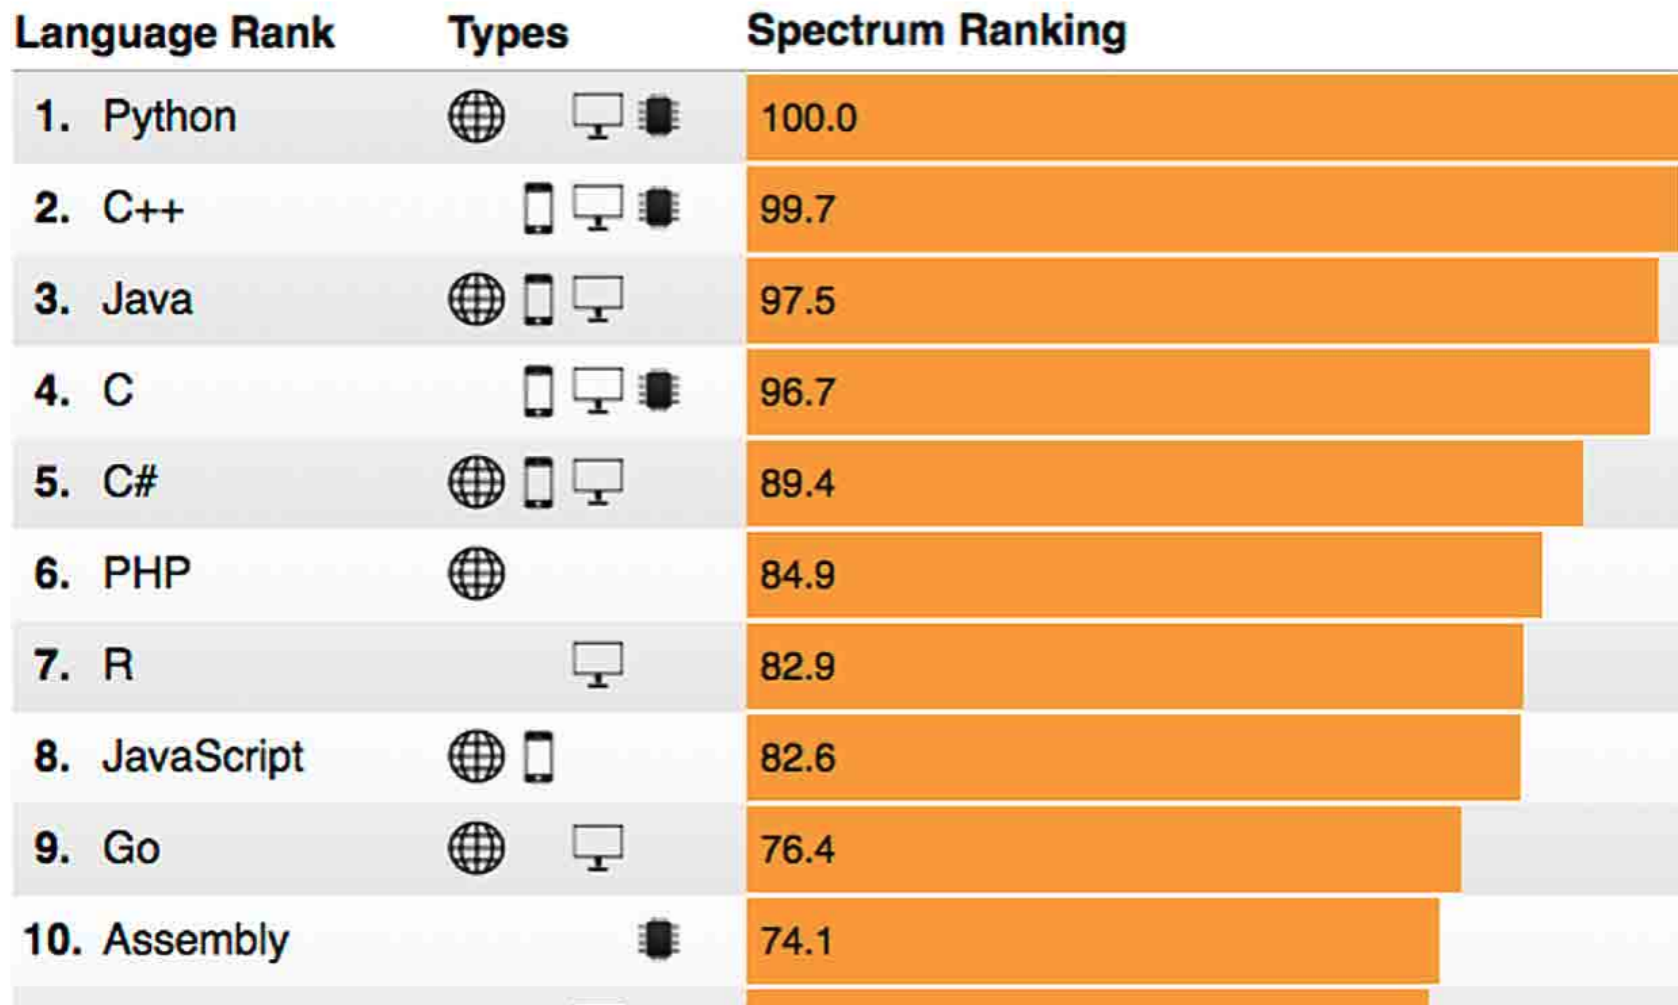 Language Rank Types Spectrum Ranking
1. Python 100.0
2. C++ 99.7
3. Java 97.5
4. C 96.7
5. C# 89.4
6. PHP 84.9
7. R 82.9
8. JavaScript 82.6
9. Go 76.4
10. Assembly 74.1